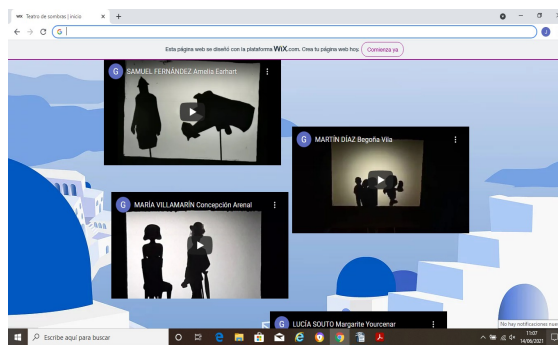 Teatro de sombras | inicio
G
Esta página web se diseñó con la plataforma WiX.com. Crea tu página web hoy. Comienza ya
G SAMUEL FERNÁNDEZ Amelia Earhart
G MARTÍN DÍAZ Begoña Vila
G MARÍA VILLAMARÍN Concepción Arenal
G LUCÍA SOUTO Margarite Yourcenar
No hay notificaciones nue
Escribe aquí para buscar
11:07
14/06/2021